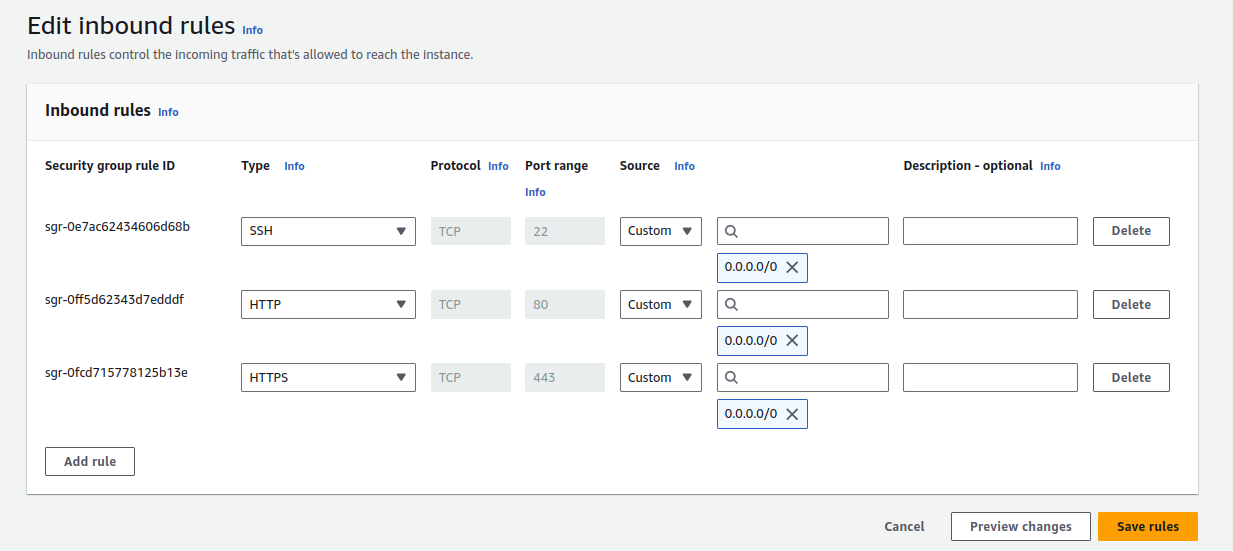 Edit inbound rules Info
Inbound rules control the incoming traffic that's allowed to reach the instance.
Inbound rules Info
Security group rule ID Type Info Protocol Info Port range Info Source Info Description - optional Info
sgr-0e7ac62434606d68b SSH TCP 22 Custom Delete
0.0.0.0/0
sgr-0ff5d62343d7edddf HTTP TCP 80 Custom Delete
0.0.0.0/0
sgr-0fcd715778125b13e HTTPS TCP 443 Custom Delete
0.0.0.0/0
Add rule
Cancel Preview changes Save rules